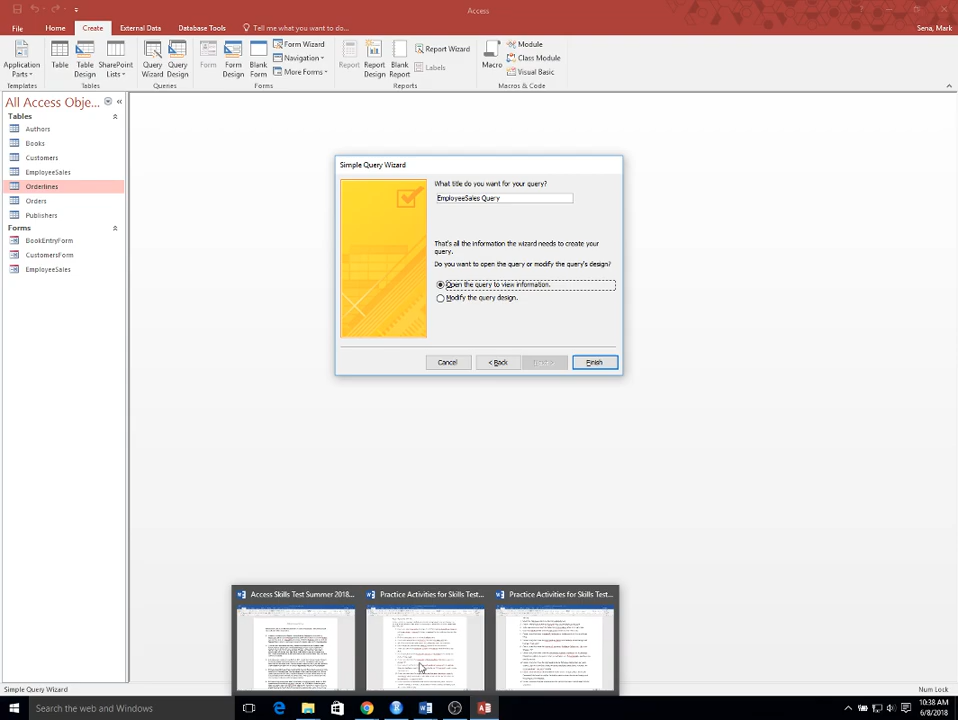 Access
File
Home
Create
External Data
Database Tools
Tell me what you want to do...
Sena, Mark
Application Parts
Table
Table Design
SharePoint Lists
Query Wizard
Query Design
Form
Form Design
Blank Form
Form Wizard
Navigation
More Forms
Report
Report Design
Blank Report
Report Wizard
Labels
Macro
Module
Class Module
Visual Basic
Templates
Tables
Queries
Forms
Reports
Macros & Code
All Access Obje...
Tables
Authors
Books
Customers
EmployeeSales
Orderlines
Orders
Publishers
Forms
BookEntryForm
CustomersForm
EmployeeSales
Simple Query Wizard
What title do you want for your query?
EmployeeSales Query
That's all the information the wizard needs to create your
query.
Do you want to open the query or modify the query's design?
Open the query to view information.
Modify the query design.
Cancel
< Back
Next >
Finish
Access Skills Test Summer 2018...
Practice Activities for Skills Test...
Practice Activities for Skills Test...
Simple Query Wizard
Num Lock
Search the web and Windows
10:38 AM
6/8/2018